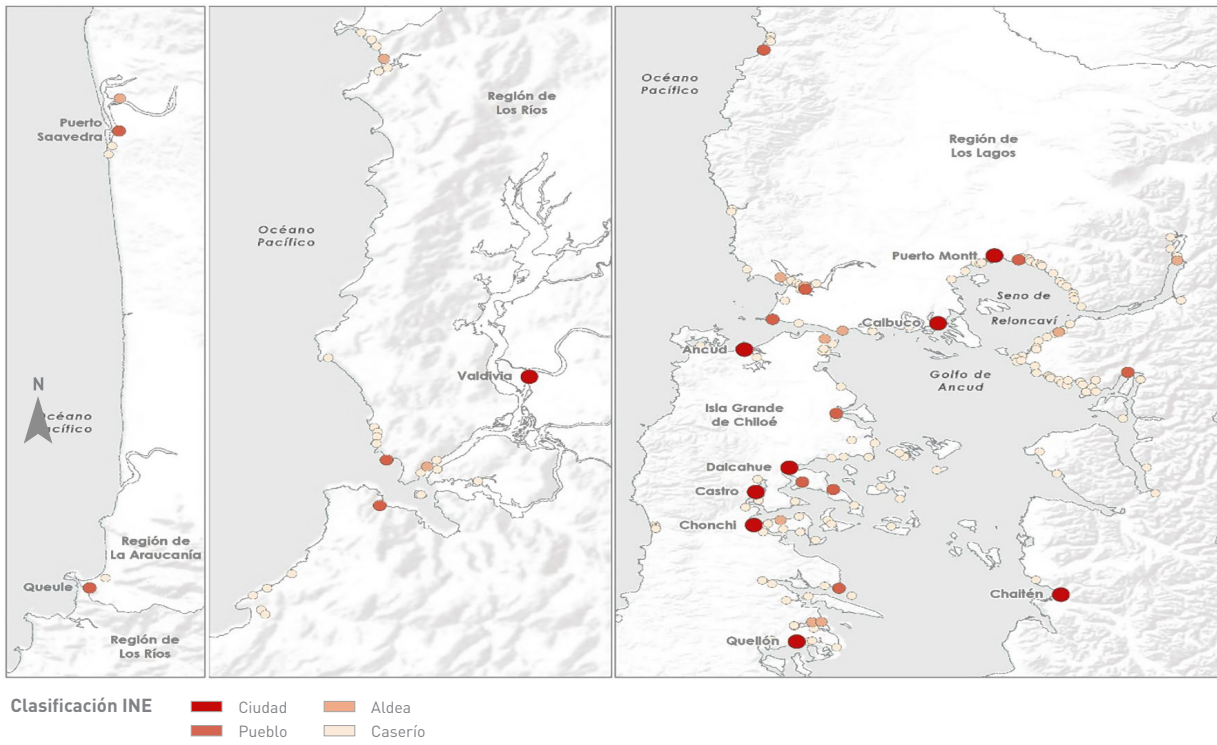 Puerto
Saavedra
N
Océano
Pacífico
Región de
La Araucanía
Queule
Región de
Los Ríos
Región de
Los Ríos
Océano
Pacífico
Valdivia
Océano
Pacífico
Región de
Los Lagos
Puerto Montt
Seno de
Reloncaví
Calbuco
Ancud
Golfo de
Ancud
Isla Grande
de Chiloé
Dalcahue
Castro
Chonchi
Chaitén
Quellón
Clasificación INE
Ciudad
Aldea
Pueblo
Caserío